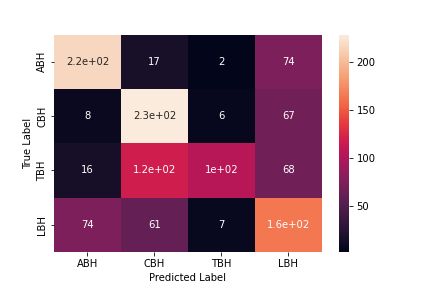 ABH 2.2e+02 17 2 74
CBH 8 2.3e+02 6 67
TBH 16 1.2e+02 1e+02 68
LBH 74 61 7 1.6e+02
ABH CBH TBH LBH
True Label
Predicted Label
200
150
100
50